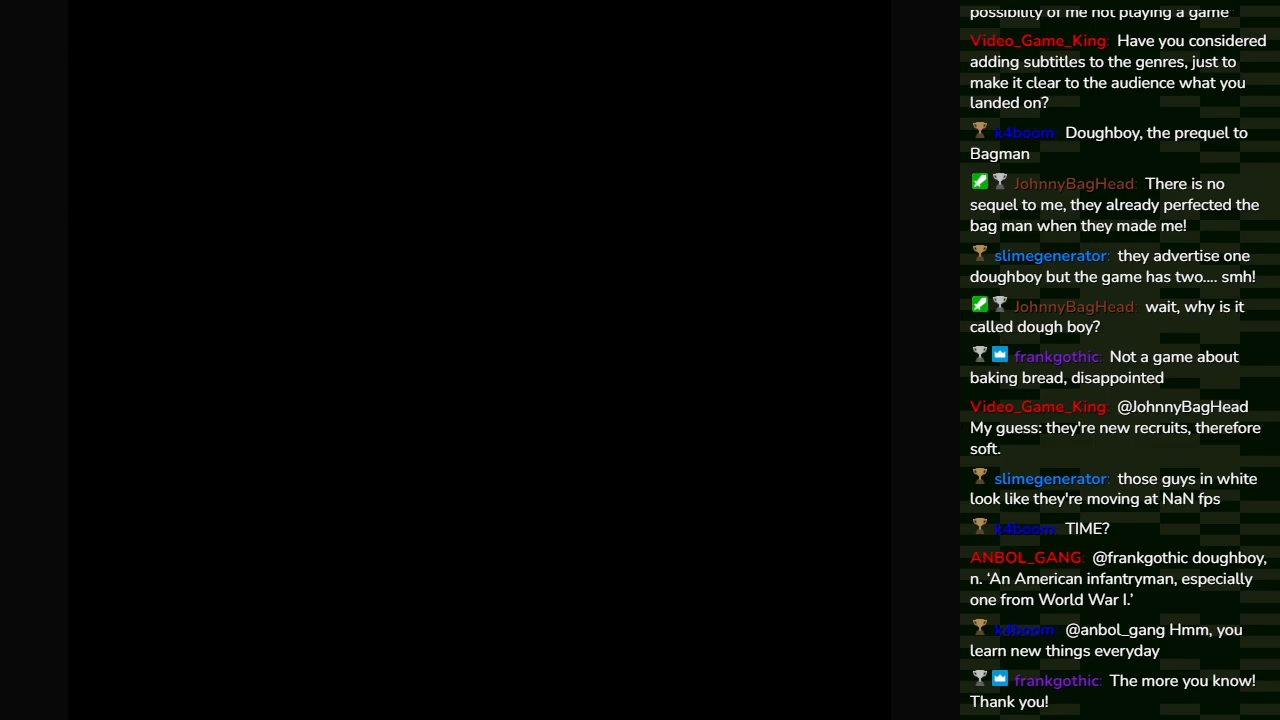 possibility of me not playing a game
Video_Game_King: Have you considered
adding subtitles to the genres, just to
make it clear to the audience what you
landed on?
k4boom: Doughboy, the prequel to
Bagman
JohnnyBagHead: There is no
sequel to me, they already perfected the
bag man when they made me!
slimegenerator: they advertise one
doughboy but the game has two.... smh!
JohnnyBagHead: wait, why is it
called dough boy?
frankgothic: Not a game about
baking bread, disappointed
Video_Game_King: @JohnnyBagHead
My guess: they're new recruits, therefore
soft.
slimegenerator: those guys in white
look like they're moving at NaN fps
k4boom: TIME?
ANBOL_GANG: @frankgothic doughboy,
n. ‘An American infantryman, especially
one from World War I.’
k4boom: @anbol_gang Hmm, you
learn new things everyday
frankgothic: The more you know!
Thank you!